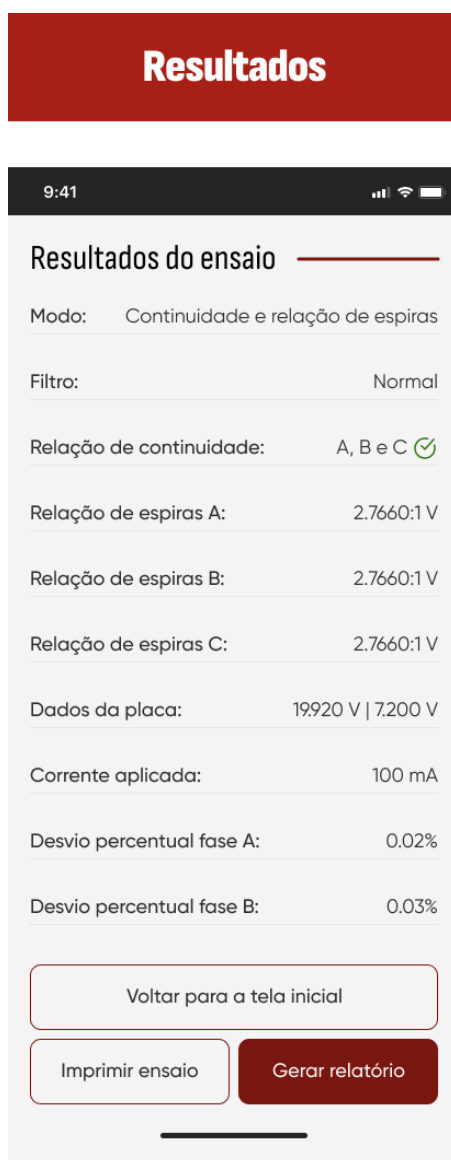 Resultados
9:41
Resultados do ensaio
Modo: Continuidade e relação de espiras
Filtro: Normal
Relação de continuidade: A, B e C
Relação de espiras A: 2.7660:1 V
Relação de espiras B: 2.7660:1 V
Relação de espiras C: 2.7660:1 V
Dados da placa: 19.920 V | 7.200 V
Corrente aplicada: 100 mA
Desvio percentual fase A: 0.02%
Desvio percentual fase B: 0.03%
Voltar para a tela inicial
Imprimir ensaio Gerar relatório